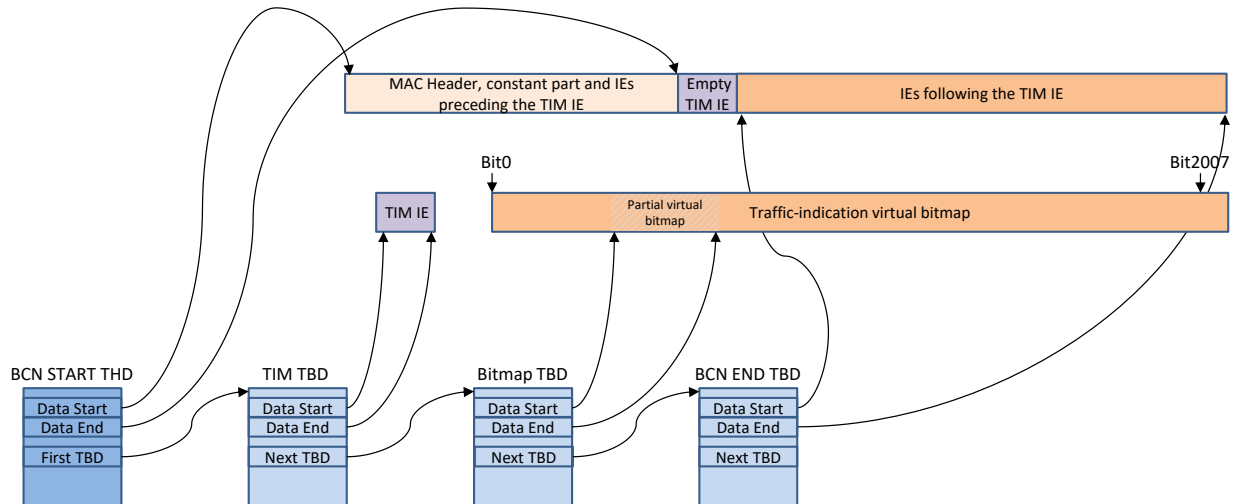 MAC Header, constant part and IEs
preceding the TIM IE
Empty
TIM IE
IEs following the TIM IE
Bit0
Bit2007
TIM IE
Partial virtual
bitmap
Traffic-indication virtual bitmap
BCN START THD
Data Start
Data End
First TBD
TIM TBD
Data Start
Data End
Next TBD
Bitmap TBD
Data Start
Data End
Next TBD
BCN END TBD
Data Start
Data End
Next TBD